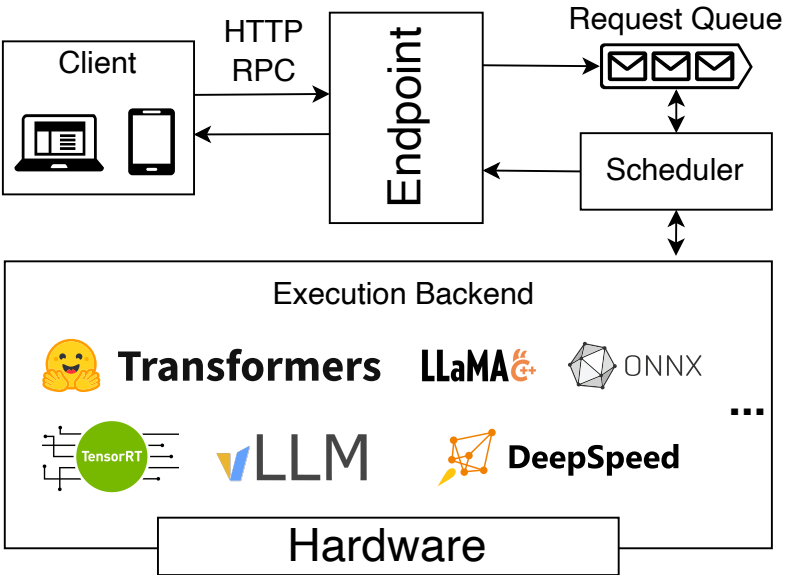 Client
HTTP
RPC
Endpoint
Request Queue
Scheduler
Execution Backend
Transformers
LLaMA C++
ONNX
...
TensorRT
vLLM
DeepSpeed
Hardware